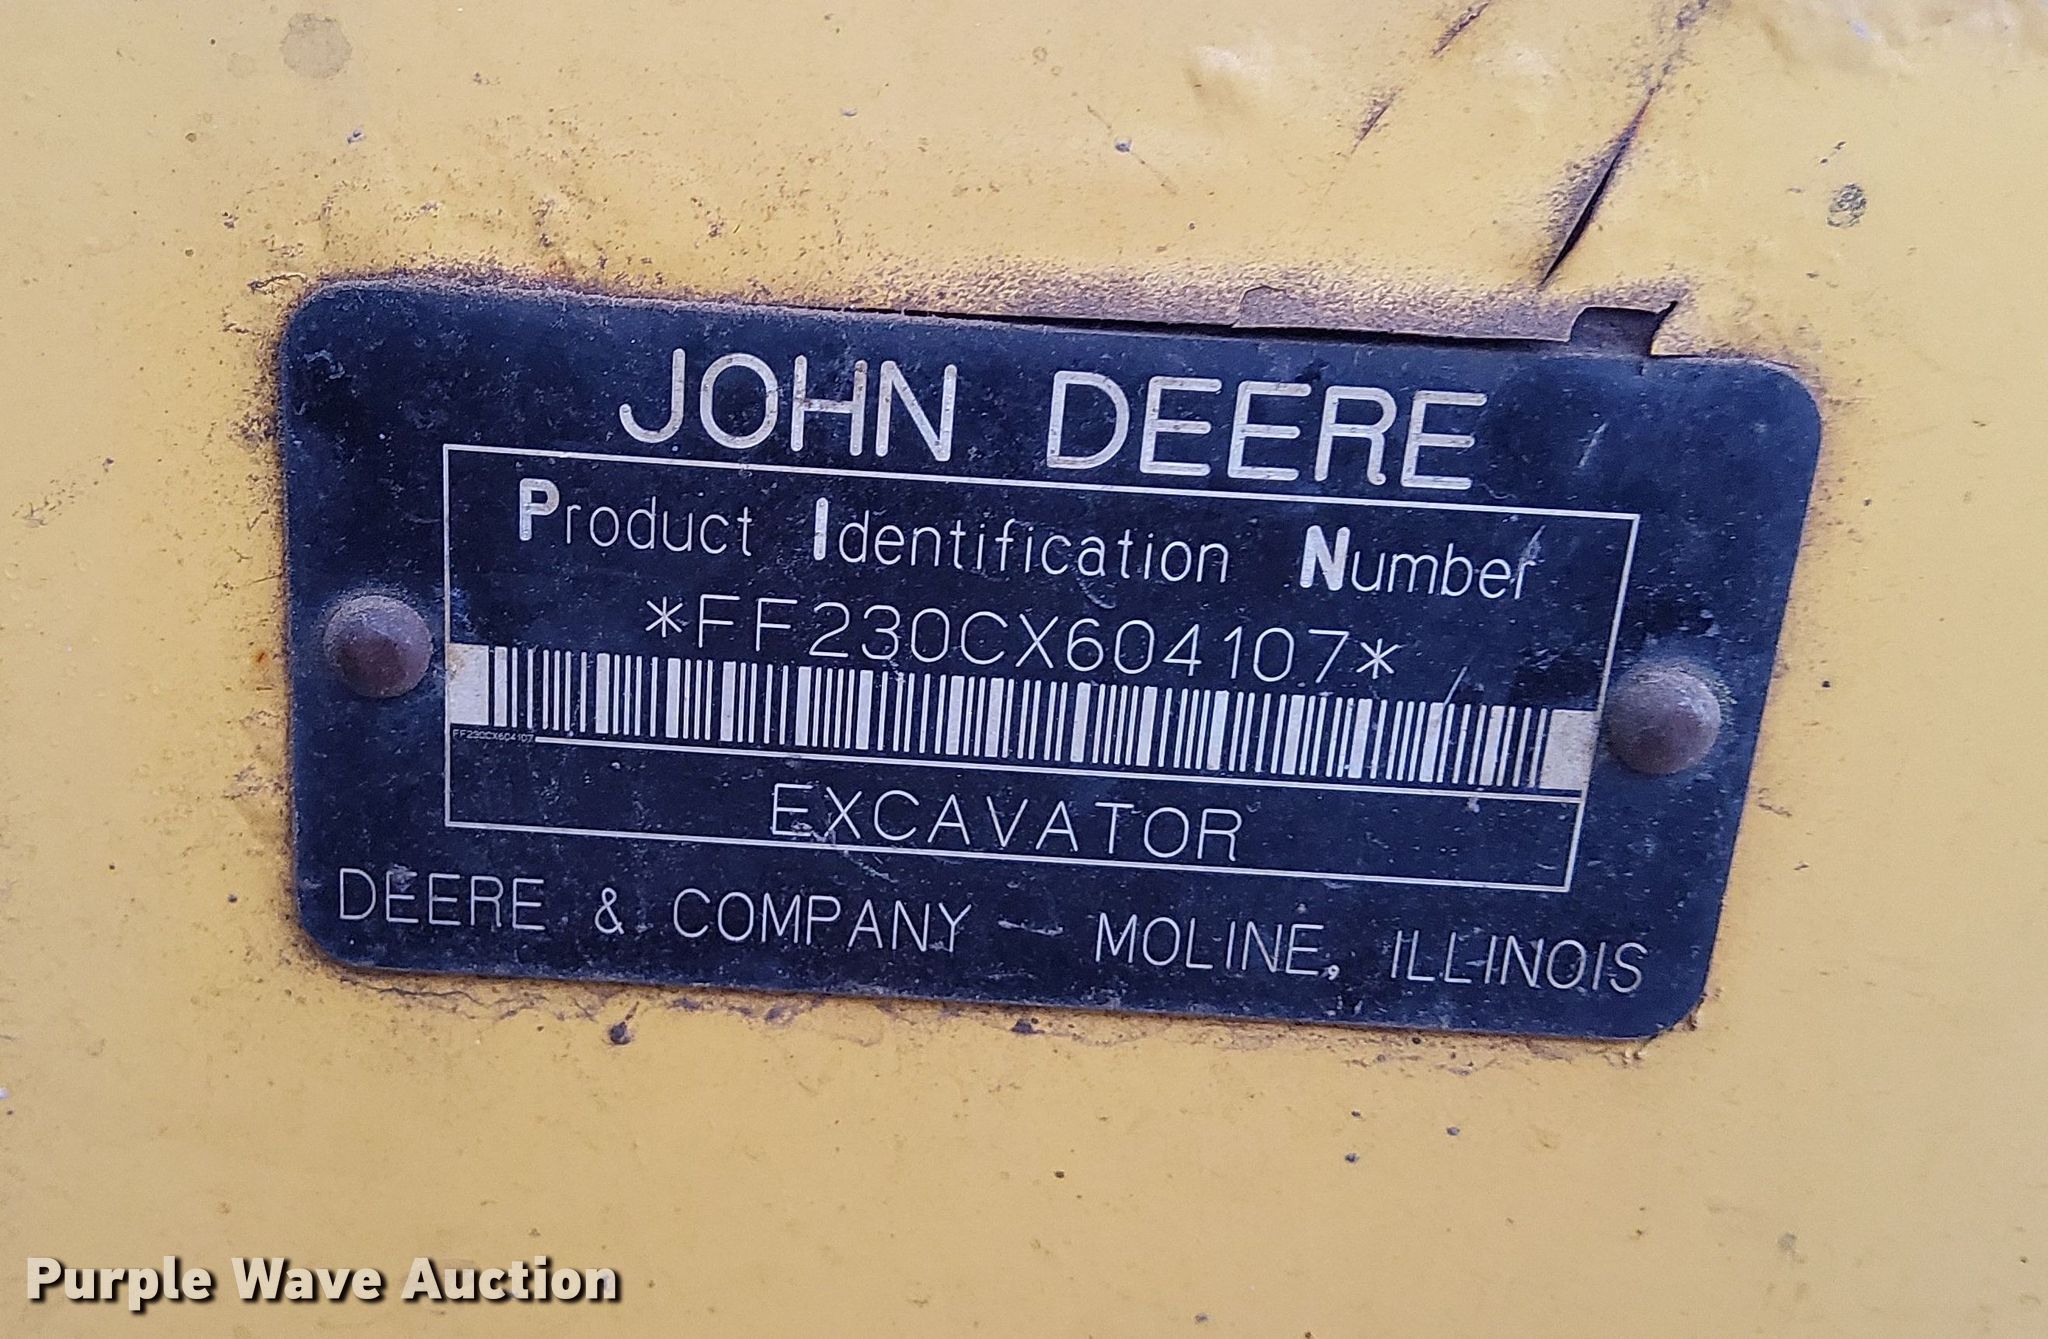 JOHN DEERE
Product Identification Number
*FF230CX604107*
FF230CX604107
EXCAVATOR
DEERE & COMPANY - MOLINE, ILLINOIS
Purple Wave Auction